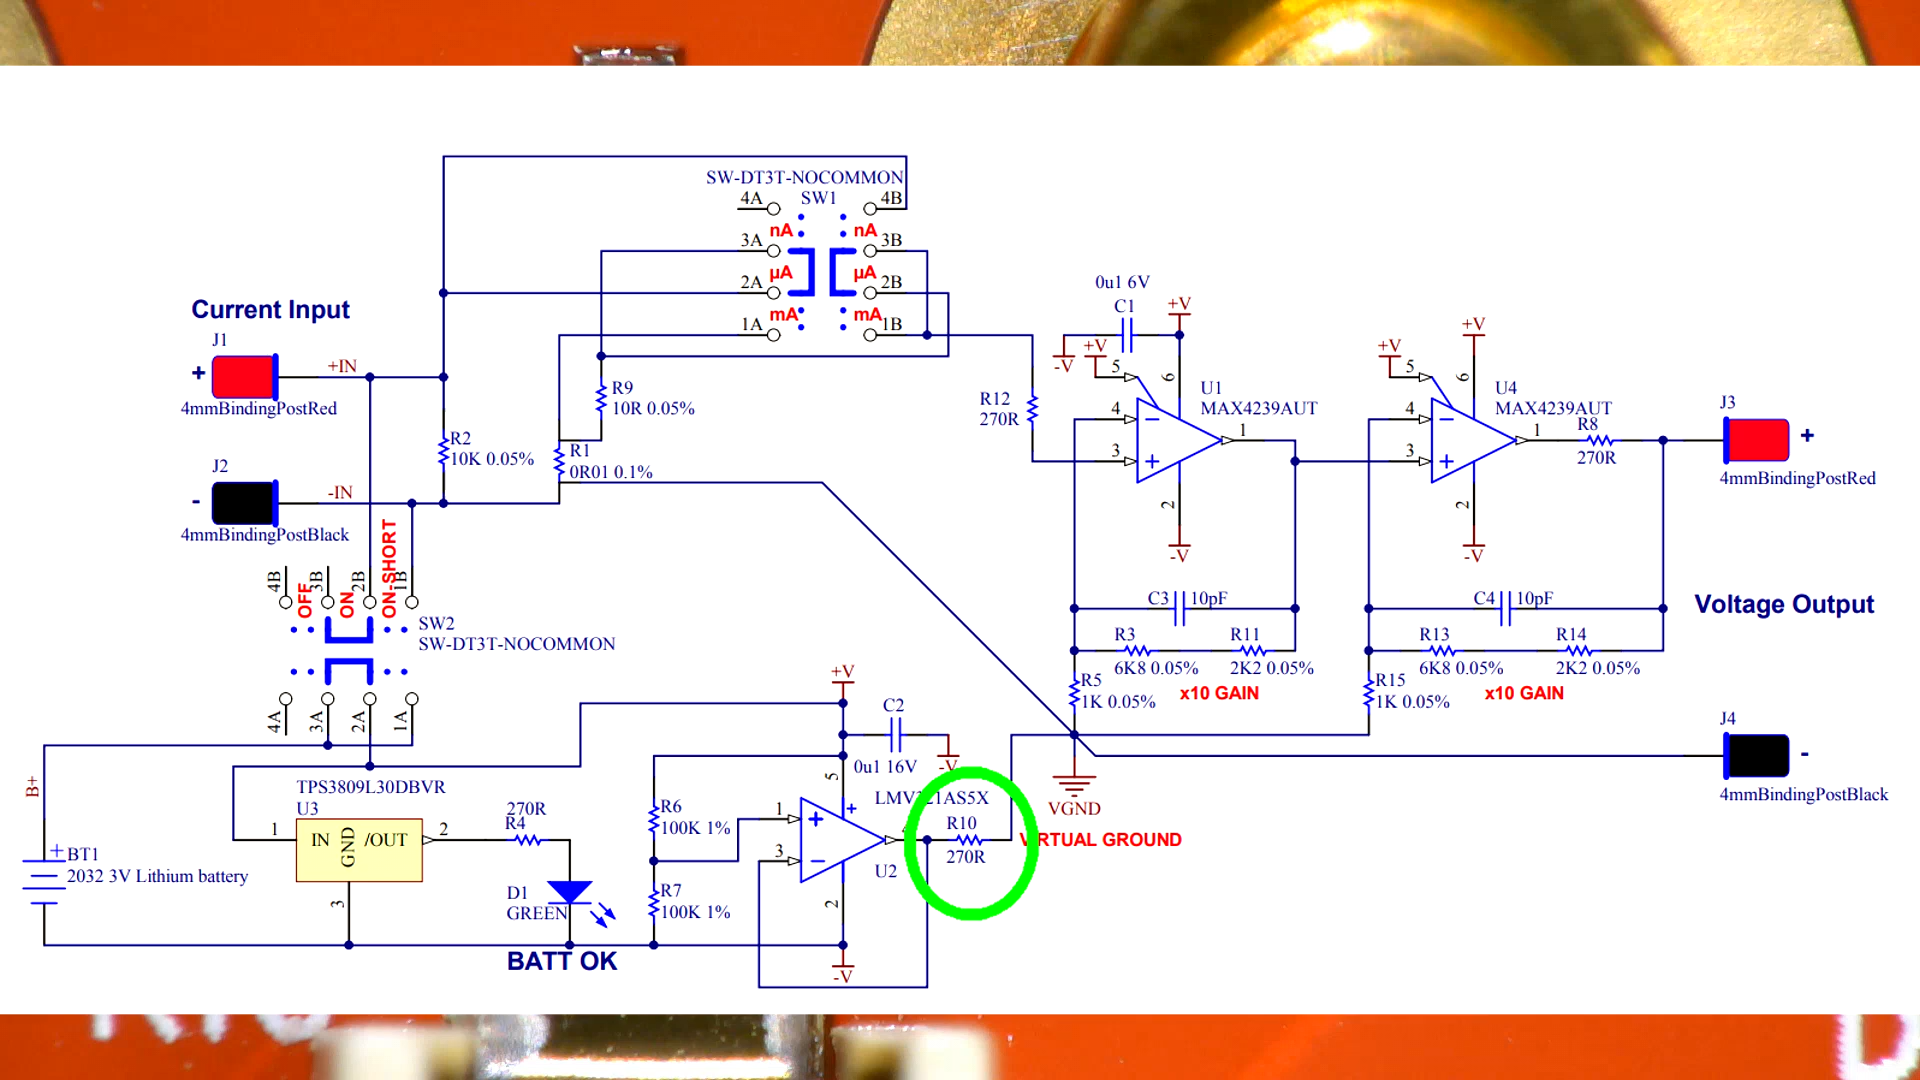 SW-DT3T-NOCOMMON
4A SW1 4B
nA nA
3A 3B
µA µA
2A 2B
mA mA
1A 1B
Current Input
J1
+ +IN
4mmBindingPostRed
J2
- -IN
4mmBindingPostBlack
R2
10K 0.05%
R9
10R 0.05%
R1
0R01 0.1%
R12
270R
0u1 6V
C1
+V
-V
+V
5
6
U1
MAX4239AUT
4
3
1
2
-V
C3 10pF
R3
6K8 0.05%
R11
2K2 0.05%
R5
1K 0.05%
x10 GAIN
+V
+V
5
6
U4
MAX4239AUT
4
3
1
2
-V
R8
270R
C4 10pF
R13
6K8 0.05%
R14
2K2 0.05%
R15
1K 0.05%
x10 GAIN
J3
+
4mmBindingPostRed
Voltage Output
J4
-
4mmBindingPostBlack
4B 3B 2B 1B
OFF ON ON-SHORT
SW2
SW-DT3T-NOCOMMON
4A 3A 2A 1A
B+
+ BT1
2032 3V Lithium battery
TPS3809L30DBVR
U3
1 IN GND /OUT 2
3
270R
R4
D1
GREEN
BATT OK
+V
C2
0u1 16V
-V
R6
100K 1%
R7
100K 1%
5
1
3
2
-V
U2
R10
270R
VGND
GROUND